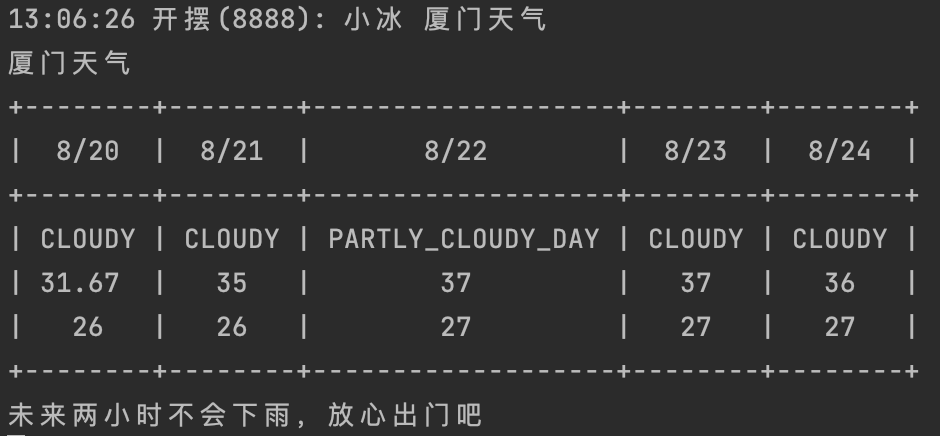 13:06:26 开摆(8888): 小冰 厦门天气
厦门天气
+--------+--------+-------------------+--------+--------+
|  8/20  |  8/21  |       8/22        |  8/23  |  8/24  |
+--------+--------+-------------------+--------+--------+
| CLOUDY | CLOUDY | PARTLY_CLOUDY_DAY | CLOUDY | CLOUDY |
| 31.67  |   35   |        37         |   37   |   36   |
|   26   |   26   |        27         |   27   |   27   |
+--------+--------+-------------------+--------+--------+
未来两小时不会下雨, 放心出门吧